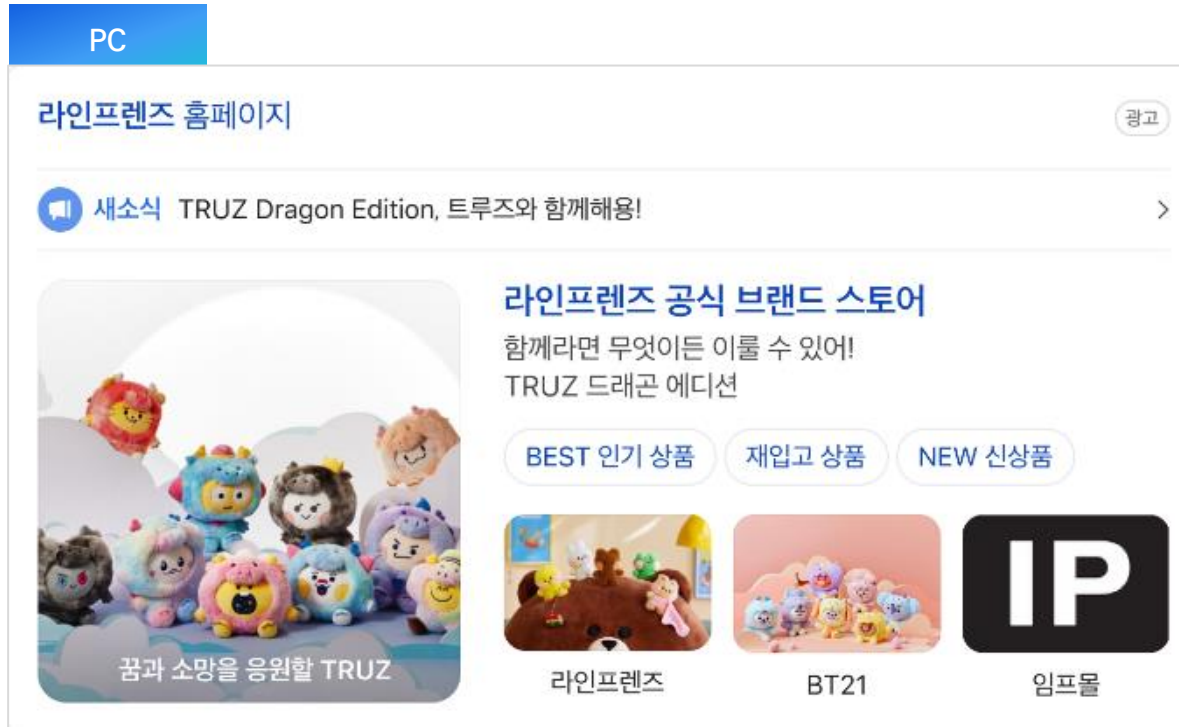 PC
라인프렌즈 홈페이지
광고
새소식 TRUZ Dragon Edition, 트루즈와 함께해용!
라인프렌즈 공식 브랜드 스토어
함께라면 무엇이든 이룰 수 있어!
TRUZ 드래곤 에디션
BEST 인기 상품
재입고 상품
NEW 신상품
꿈과 소망을 응원할 TRUZ
IP
라인프렌즈
BT21
임프몰